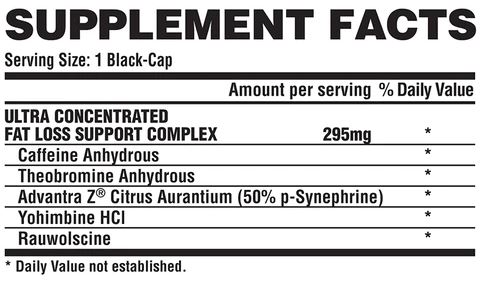 SUPPLEMENT FACTS
Serving Size: 1 Black-Cap
Amount per serving % Daily Value
ULTRA CONCENTRATED
FAT LOSS SUPPORT COMPLEX 295mg *
Caffeine Anhydrous *
Theobromine Anhydrous *
Advantra Z® Citrus Aurantium (50% p-Synephrine) *
Yohimbine HCl *
Rauwolscine *
* Daily Value not established.